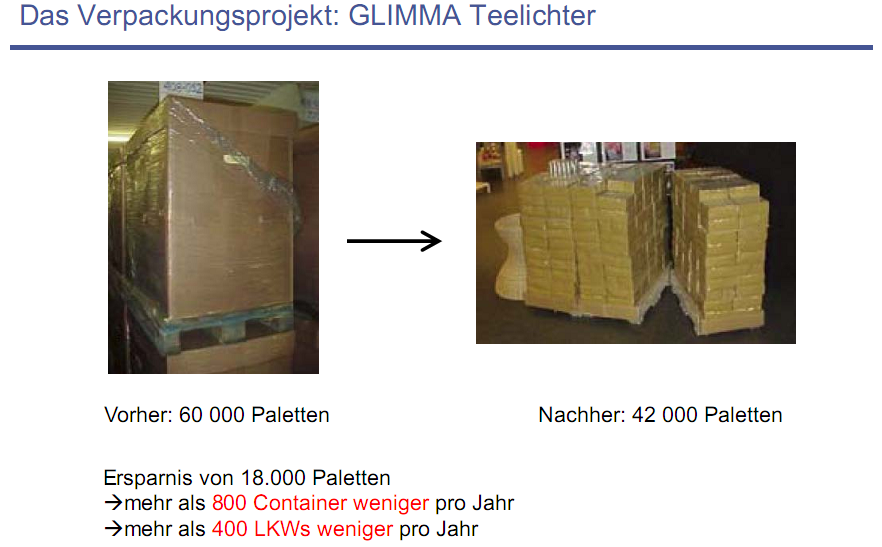 Das Verpackungsprojekt: GLIMMA Teelichter
Vorher: 60 000 Paletten
Nachher: 42 000 Paletten
Ersparnis von 18.000 Paletten
→mehr als 800 Container weniger pro Jahr
→mehr als 400 LKWs weniger pro Jahr